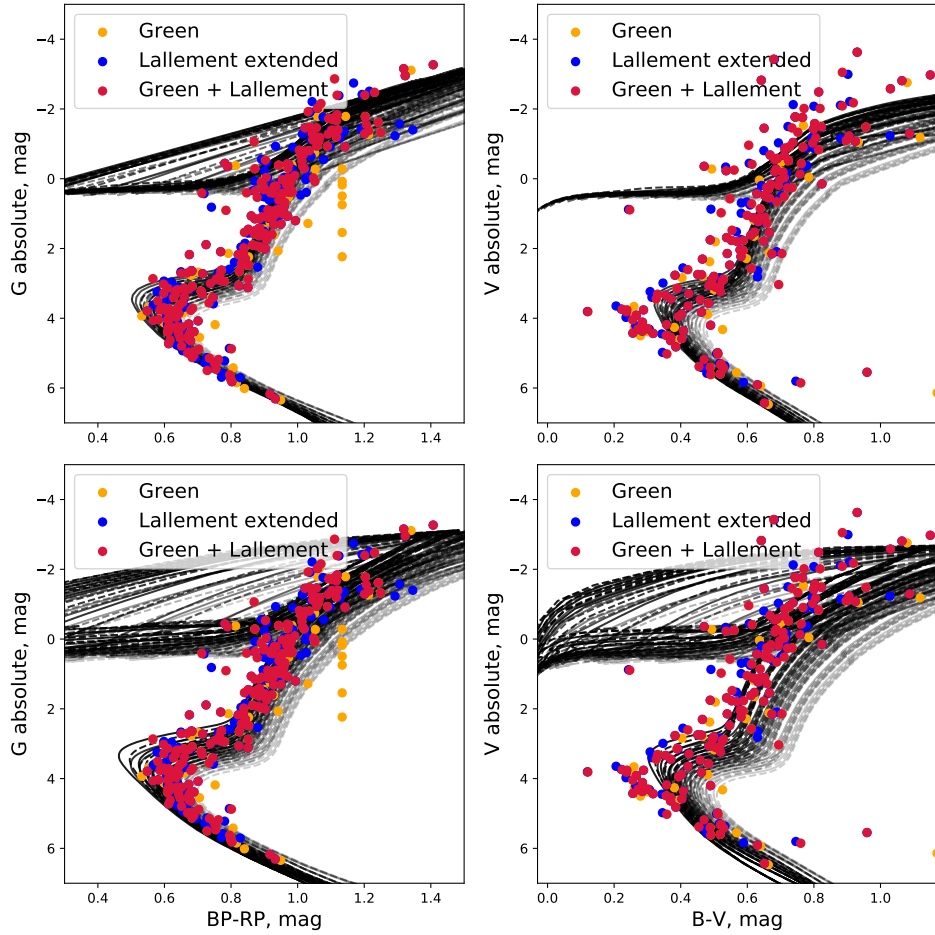 Green
Lallement extended
Green + Lallement
G absolute, mag
−4
−2
0
2
4
6
0.4 0.6 0.8 1.0 1.2 1.4
Green
Lallement extended
Green + Lallement
V absolute, mag
−4
−2
0
2
4
6
0.0 0.2 0.4 0.6 0.8 1.0
Green
Lallement extended
Green + Lallement
G absolute, mag
−4
−2
0
2
4
6
0.4 0.6 0.8 1.0 1.2 1.4
BP-RP, mag
Green
Lallement extended
Green + Lallement
V absolute, mag
−4
−2
0
2
4
6
0.0 0.2 0.4 0.6 0.8 1.0
B-V, mag